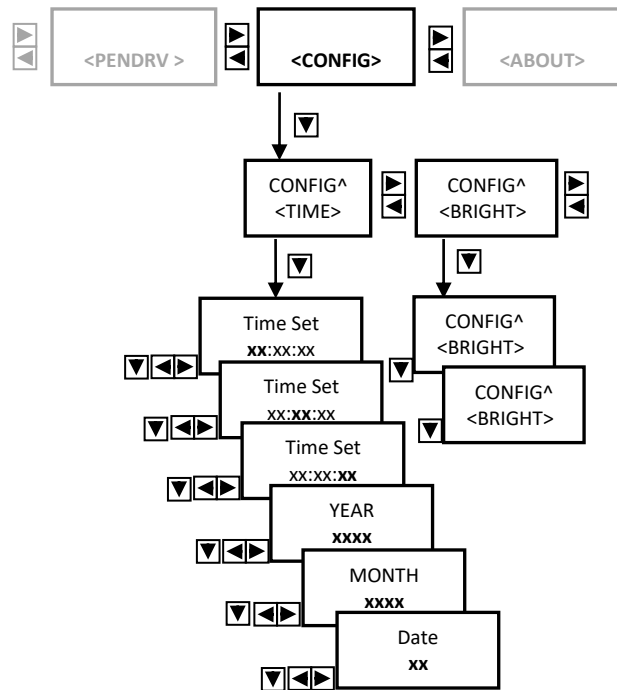 <PENDRV >
<CONFIG>
<ABOUT>
CONFIG^
<TIME>
CONFIG^
<BRIGHT>
Time Set
xx:xx:xx
CONFIG^
<BRIGHT>
Time Set
xx:xx:xx
CONFIG^
<BRIGHT>
Time Set
xx:xx:xx
YEAR
xxxx
MONTH
xxxx
Date
xx